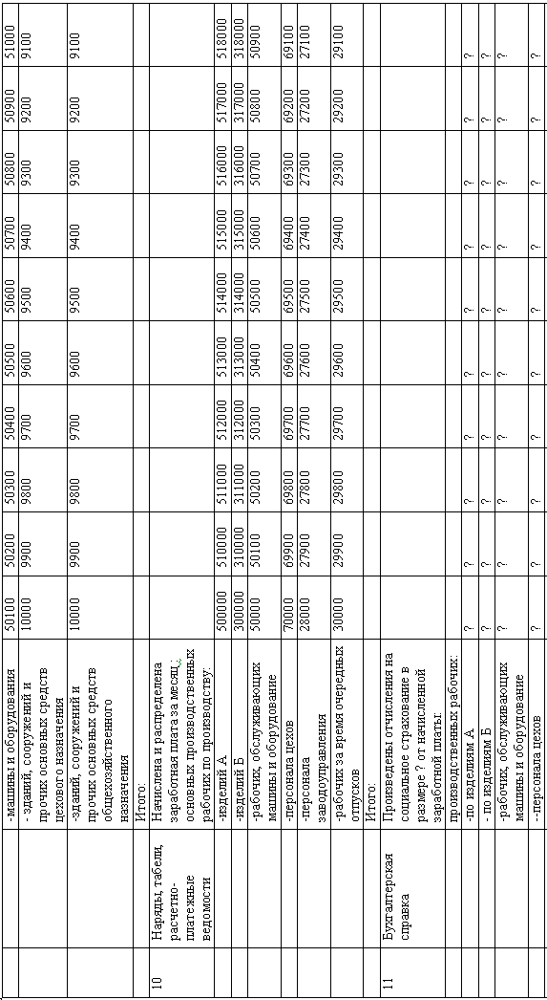 -машины и оборудования 50100 50200 50300 50400 50500 50600 50700 50800 50900 51000
- зданий, сооружений и 10000 9900 9800 9700 9600 9500 9400 9300 9200 9100
прочих основных средств
цехового назначения
-зданий, сооружений и 10000 9900 9800 9700 9600 9500 9400 9300 9200 9100
прочих основных средств
общехозяйственного
назначения
Итого:
10 Наряды, табели, Начислена и распределена
расчетно- заработная плата за месяц:
платежные основных производственных
ведомости рабочих по производству:
-изделий А 500000 510000 511000 512000 513000 514000 515000 516000 517000 518000
-изделий Б 300000 310000 311000 312000 313000 314000 315000 316000 317000 318000
-рабочих, обслуживающих 50000 50100 50200 50300 50400 50500 50600 50700 50800 50900
машины и оборудование
-персонала цехов 70000 69900 69800 69700 69600 69500 69400 69300 69200 69100
-персонала 28000 27900 27800 27700 27600 27500 27400 27300 27200 27100
заводоуправления
-рабочих за время очередных 30000 29900 29800 29700 29600 29500 29400 29300 29200 29100
отпусков
Итого:
11 Бухгалтерская Произведены отчисления на
справка социальное страхование в
размере ? от начисленной
заработной платы:
производственных рабочих:
-по изделиям А ? ? ? ? ? ? ? ? ? ?
- по изделиям Б ? ? ? ? ? ? ? ? ? ?
-рабочих, обслуживающих ? ? ? ? ? ? ? ? ? ?
машины и оборудование
--персонала цехов ? ? ? ? ? ? ? ? ? ?